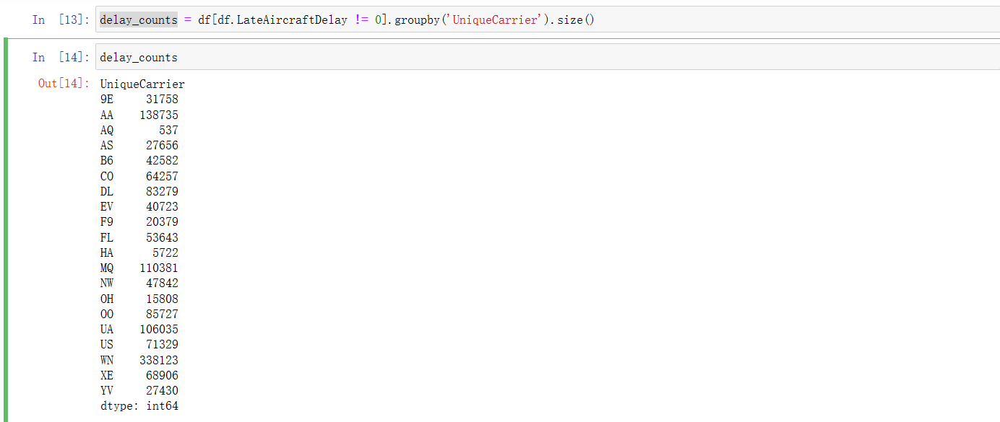 In [13]: delay_counts = df[df.LateAircraftDelay != 0].groupby('UniqueCarrier').size()
In [14]: delay_counts
Out[14]: UniqueCarrier
9E 31758
AA 138735
AQ 537
AS 27656
B6 42582
CO 64257
DL 83279
EV 40723
F9 20379
FL 53643
HA 5722
MQ 110381
NW 47842
OH 15808
OO 85727
UA 106035
US 71329
WN 338123
XE 68906
YV 27430
dtype: int64